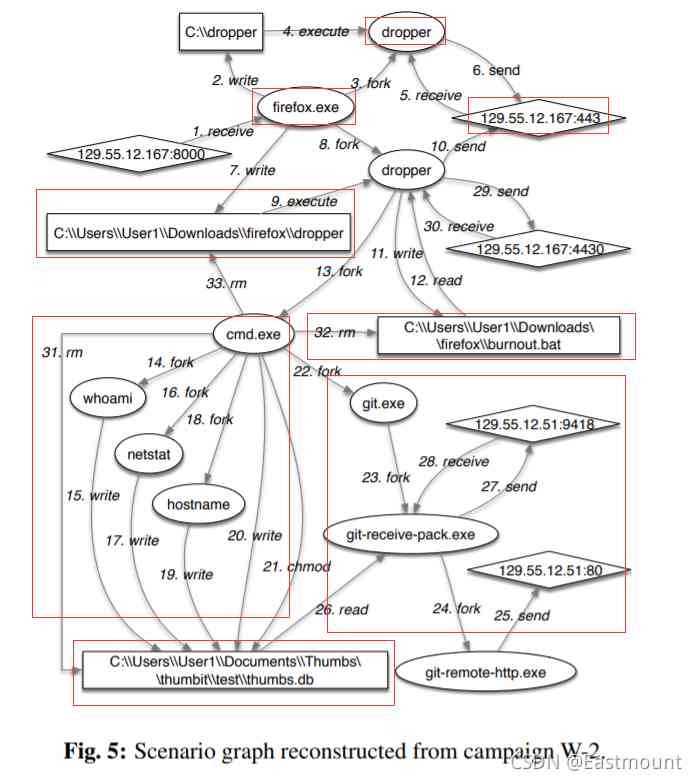 C:\\dropper
4. execute
dropper
2. write
3. fork
6. send
5. receive
firefox.exe
129.55.12.167:443
1. receive
8. fork
10. send
129.55.12.167:8000
7. write
dropper
29. send
9. execute
30. receive
C:\\Users\\User1\\Downloads\\firefox\\dropper
11. write
129.55.12.167:4430
13. fork
12. read
33. rm
cmd.exe
32. rm
C:\\Users\\User1\\Downloads\
\firefox\\burnout.bat
31. rm
14. fork
22. fork
whoami
16. fork
git.exe
18. fork
129.55.12.51:9418
netstat
28. receive
23. fork
15. write
hostname
27. send
17. write
20. write
git-receive-pack.exe
19. write
21. chmod
129.55.12.51:80
26. read
24. fork
25. send
C:\\Users\\User1\\Documents\\Thumbs\
\thumbit\\test\\thumbs.db
git-remote-http.exe
Fig. 5: Scenario graph reconstructed from campaign W-2.
CSDN @Eastmount